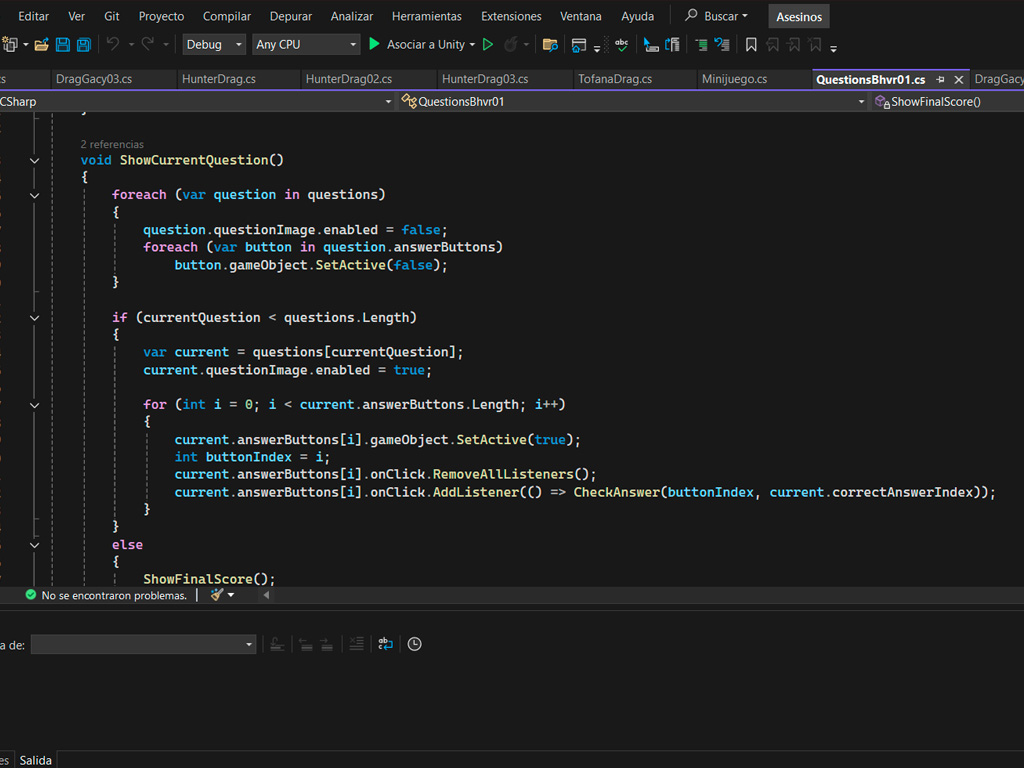 Editar Ver Git Proyecto Compilar Depurar Analizar Herramientas Extensiones Ventana Ayuda Buscar Asesinos
Debug Any CPU Asociar a Unity
cs DragGacy03.cs HunterDrag.cs HunterDrag02.cs HunterDrag03.cs TofanaDrag.cs Minijuego.cs QuestionsBhvr01.cs DragGacy
CSharp QuestionsBhvr01 ShowFinalScore()
2 referencias
void ShowCurrentQuestion()
{
foreach (var question in questions)
{
question.questionImage.enabled = false;
foreach (var button in question.answerButtons)
button.gameObject.SetActive(false);
}
if (currentQuestion < questions.Length)
{
var current = questions[currentQuestion];
current.questionImage.enabled = true;
for (int i = 0; i < current.answerButtons.Length; i++)
{
current.answerButtons[i].gameObject.SetActive(true);
int buttonIndex = i;
current.answerButtons[i].onClick.RemoveAllListeners();
current.answerButtons[i].onClick.AddListener(() => CheckAnswer(buttonIndex, current.correctAnswerIndex));
}
}
else
{
ShowFinalScore();
No se encontraron problemas.
a de:
es Salida